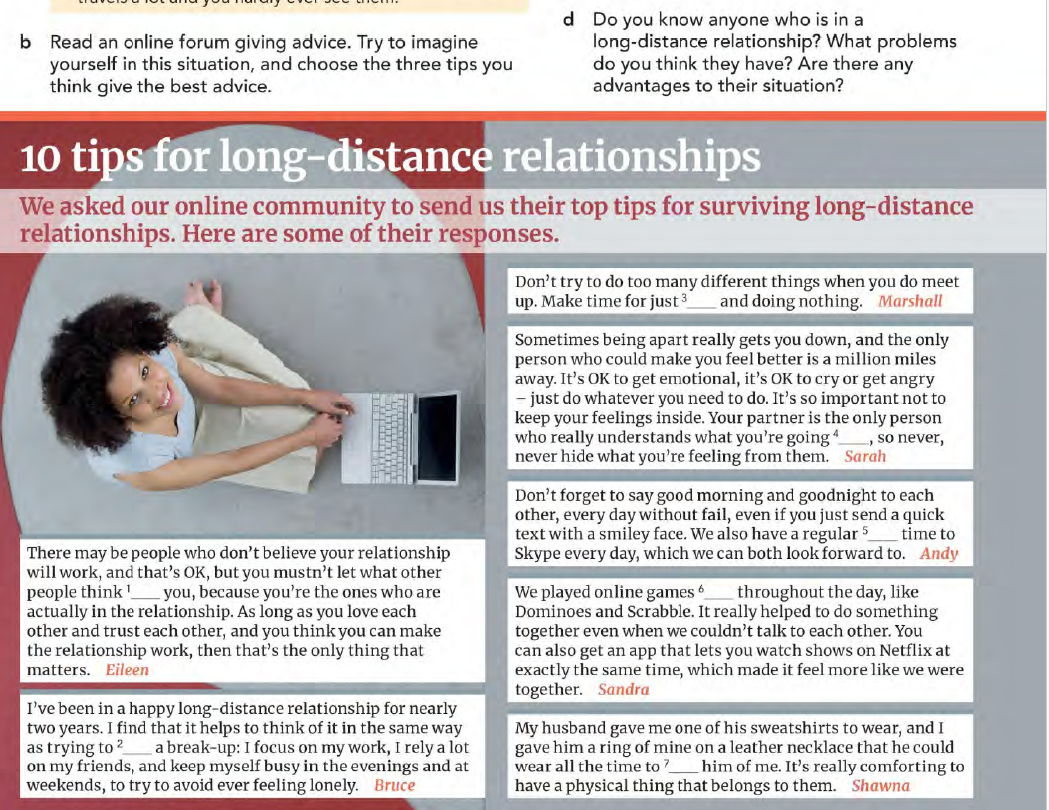 travels a lot and you hardly ever see them.
b Read an online forum giving advice. Try to imagine
yourself in this situation, and choose the three tips you
think give the best advice.
d Do you know anyone who is in a
long-distance relationship? What problems
do you think they have? Are there any
advantages to their situation?
10 tips for long-distance relationships
We asked our online community to send us their top tips for surviving long-distance
relationships. Here are some of their responses.
There may be people who don't believe your relationship
will work, and that's OK, but you mustn't let what other
people think 1___ you, because you're the ones who are
actually in the relationship. As long as you love each
other and trust each other, and you think you can make
the relationship work, then that's the only thing that
matters. Eileen
I've been in a happy long-distance relationship for nearly
two years. I find that it helps to think of it in the same way
as trying to 2___ a break-up: I focus on my work, I rely a lot
on my friends, and keep myself busy in the evenings and at
weekends, to try to avoid ever feeling lonely. Bruce
Don't try to do too many different things when you do meet
up. Make time for just 3___ and doing nothing. Marshall
Sometimes being apart really gets you down, and the only
person who could make you feel better is a million miles
away. It's OK to get emotional, it's OK to cry or get angry
– just do whatever you need to do. It's so important not to
keep your feelings inside. Your partner is the only person
who really understands what you're going 4___, so never,
never hide what you're feeling from them. Sarah
Don't forget to say good morning and goodnight to each
other, every day without fail, even if you just send a quick
text with a smiley face. We also have a regular 5___ time to
Skype every day, which we can both look forward to. Andy
We played online games 6___ throughout the day, like
Dominoes and Scrabble. It really helped to do something
together even when we couldn't talk to each other. You
can also get an app that lets you watch shows on Netflix at
exactly the same time, which made it feel more like we were
together. Sandra
My husband gave me one of his sweatshirts to wear, and I
gave him a ring of mine on a leather necklace that he could
wear all the time to 7___ him of me. It's really comforting to
have a physical thing that belongs to them. Shawna